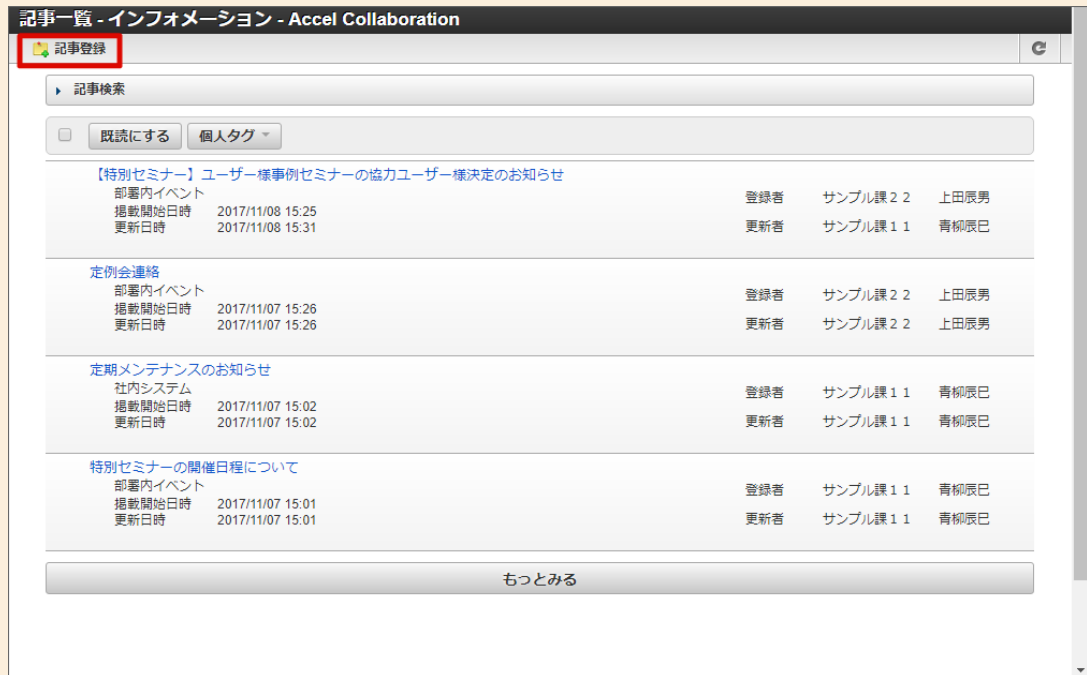 記事一覧 - インフォメーション - Accel Collaboration
記事登録
記事検索
既読にする 個人タグ
【特別セミナー】ユーザー様事例セミナーの協力ユーザー様決定のお知らせ
部署内イベント
登録者 サンプル課２２ 上田辰男
掲載開始日時 2017/11/08 15:25
更新日時 2017/11/08 15:31
更新者 サンプル課１１ 青柳辰巳
定例会連絡
部署内イベント
登録者 サンプル課２２ 上田辰男
掲載開始日時 2017/11/07 15:26
更新日時 2017/11/07 15:26
更新者 サンプル課２２ 上田辰男
定期メンテナンスのお知らせ
社内システム
登録者 サンプル課１１ 青柳辰巳
掲載開始日時 2017/11/07 15:02
更新日時 2017/11/07 15:02
更新者 サンプル課１１ 青柳辰巳
特別セミナーの開催日程について
部署内イベント
登録者 サンプル課１１ 青柳辰巳
掲載開始日時 2017/11/07 15:01
更新日時 2017/11/07 15:01
更新者 サンプル課１１ 青柳辰巳
もっとみる